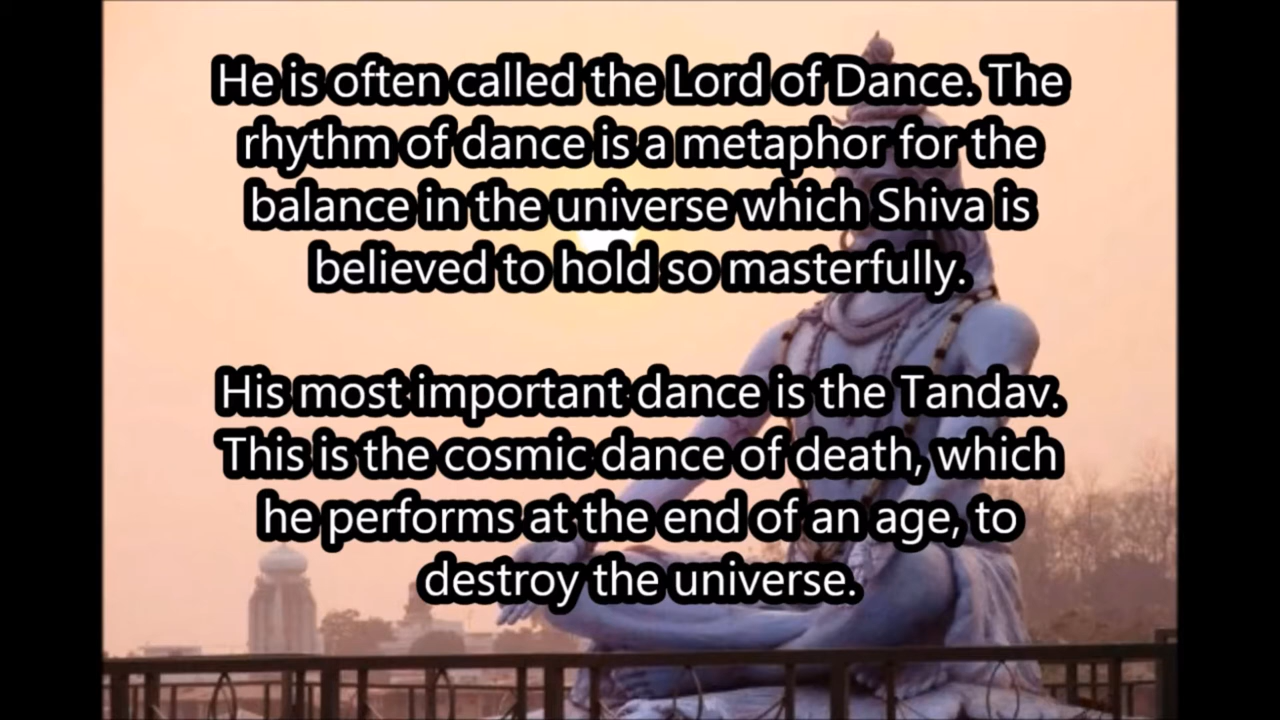 He is often called the Lord of Dance. The
rhythm of dance is a metaphor for the
balance in the universe which Shiva is
believed to hold so masterfully.
His most important dance is the Tandav.
This is the cosmic dance of death, which
he performs at the end of an age, to
destroy the universe.